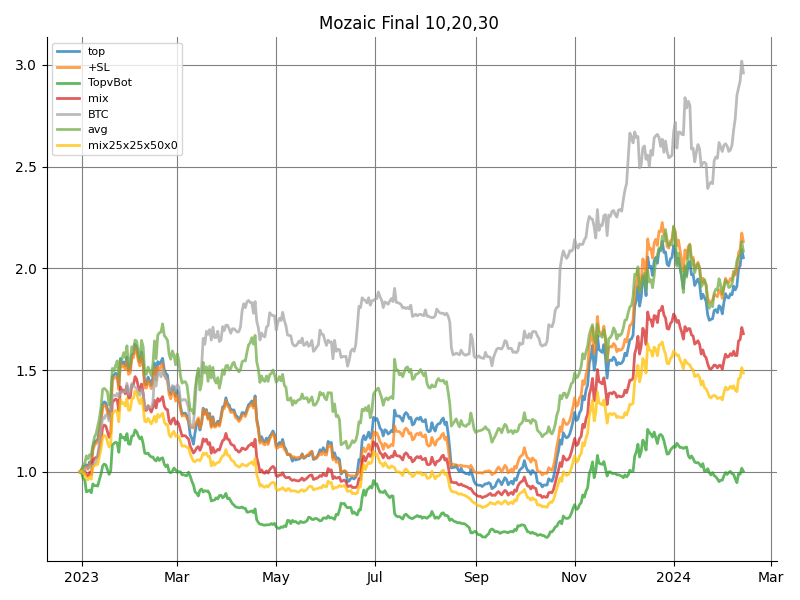 Mozaic Final 10,20,30
top
+SL
TopvBot
mix
BTC
avg
mix25x25x50x0
3.0
2.5
2.0
1.5
1.0
2023 Mar May Jul Sep Nov 2024 Mar